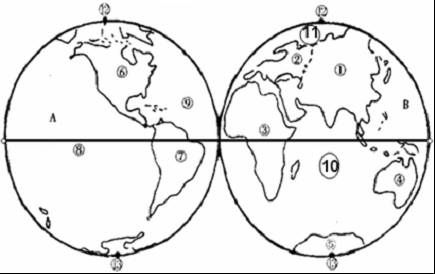 ⑫ ⑫
⑪
⑥ ② ①
⑨
A B
③
⑧ ⑦ ⑩ ④
⑤
⑬ ⑬